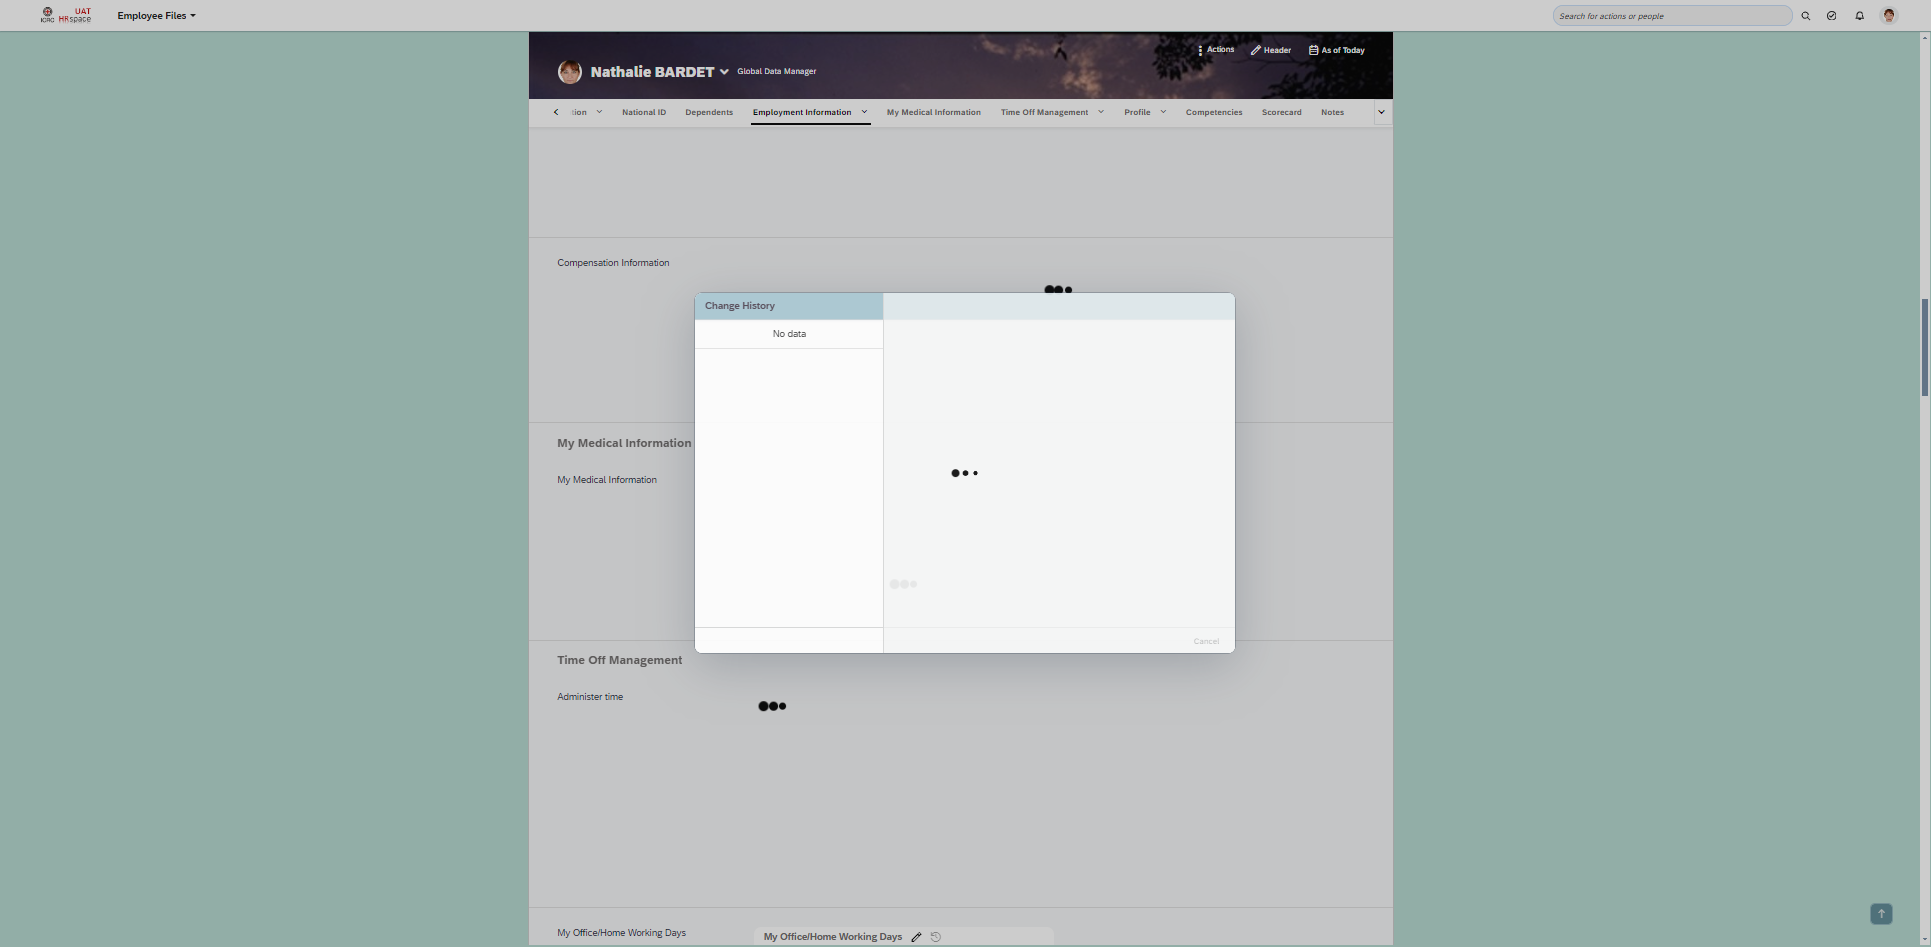 ICRC
UAT
HRspace
Employee Files
Search for actions or people
Actions
Header
As of Today
Nathalie BARDET
Global Data Manager
tion
National ID
Dependents
Employment Information
My Medical Information
Time Off Management
Profile
Competencies
Scorecard
Notes
Compensation Information
Change History
No data
My Medical Information
My Medical Information
Cancel
Time Off Management
Administer time
My Office/Home Working Days
My Office/Home Working Days